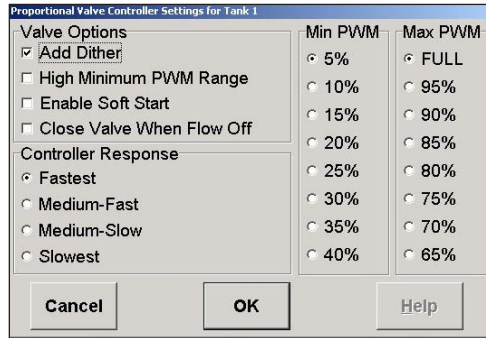 Proportional Valve Controller Settings for Tank 1
Valve Options
Add Dither
High Minimum PWM Range
Enable Soft Start
Close Valve When Flow Off
Controller Response
Fastest
Medium-Fast
Medium-Slow
Slowest
Min PWM
5%
10%
15%
20%
25%
30%
35%
40%
Max PWM
FULL
95%
90%
85%
80%
75%
70%
65%
Cancel
OK
Help